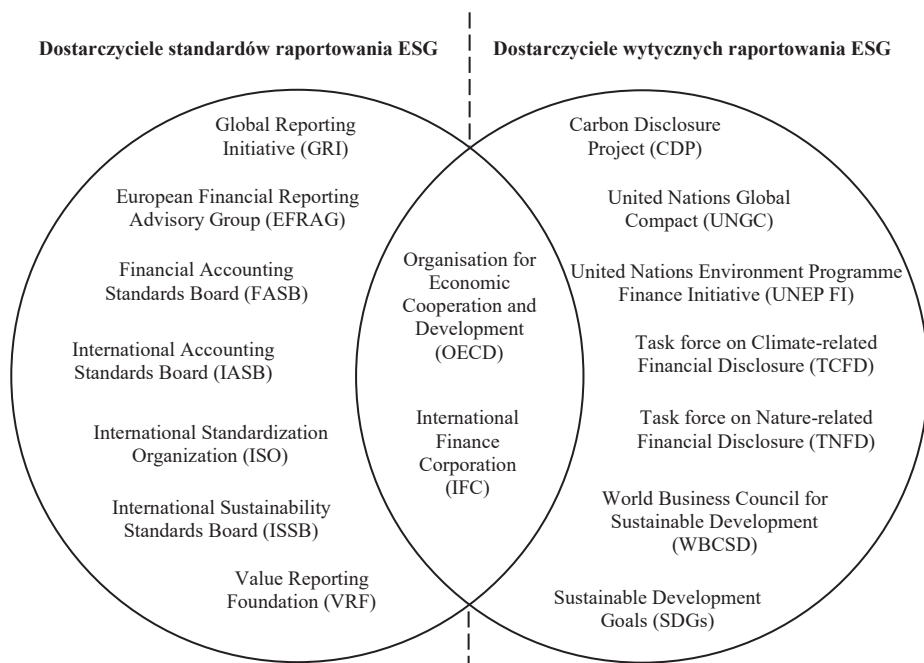 Dostarczyciele standardów raportowania ESG
Dostarczyciele wytycznych raportowania ESG
Global Reporting
Initiative (GRI)
European Financial Reporting
Advisory Group (EFRAG)
Financial Accounting
Standards Board (FASB)
International Accounting
Standards Board (IASB)
International Standardization
Organization (ISO)
International Sustainability
Standards Board (ISSB)
Value Reporting
Foundation (VRF)
Organisation for
Economic
Cooperation and
Development
(OECD)
International
Finance
Corporation
(IFC)
Carbon Disclosure
Project (CDP)
United Nations Global
Compact (UNGC)
United Nations Environment Programme
Finance Initiative (UNEP FI)
Task force on Climate-related
Financial Disclosure (TCFD)
Task force on Nature-related
Financial Disclosure (TNFD)
World Business Council for
Sustainable Development
(WBCSD)
Sustainable Development
Goals (SDGs)